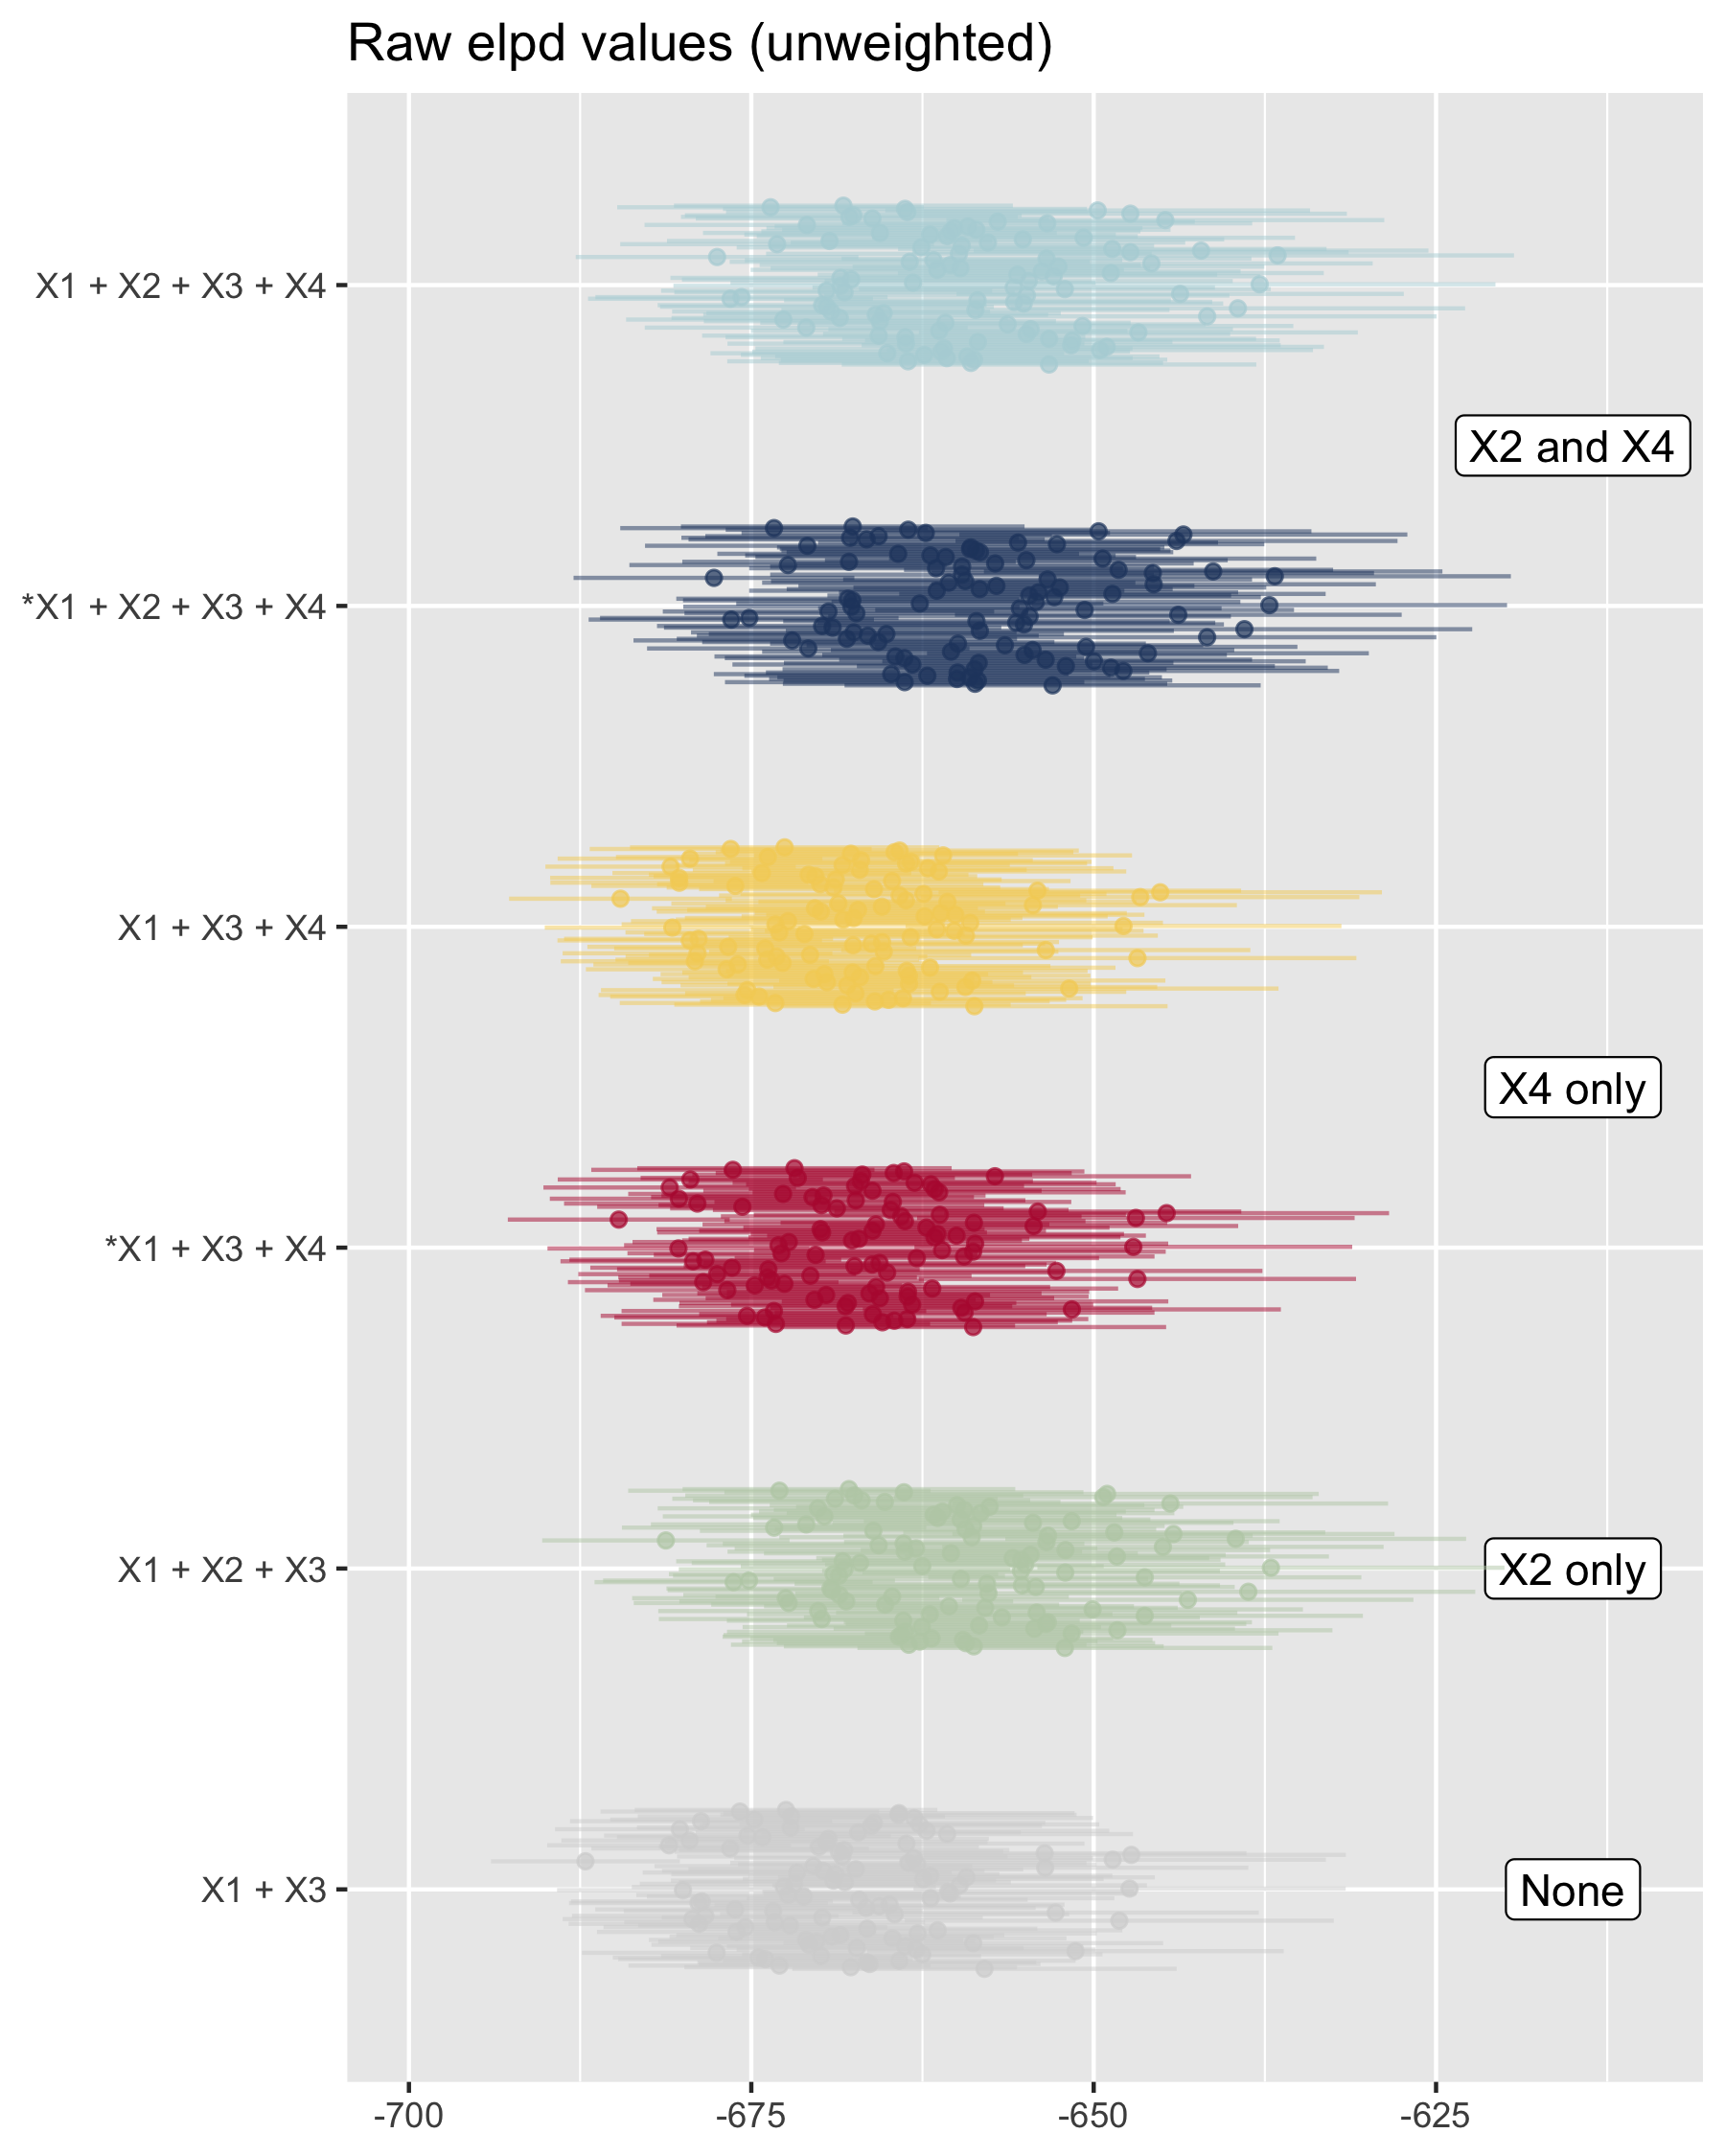 Raw elpd values (unweighted)
X1 + X2 + X3 + X4
X2 and X4
*X1 + X2 + X3 + X4
X1 + X3 + X4
X4 only
*X1 + X3 + X4
X1 + X2 + X3
X2 only
X1 + X3
None
-700 -675 -650 -625